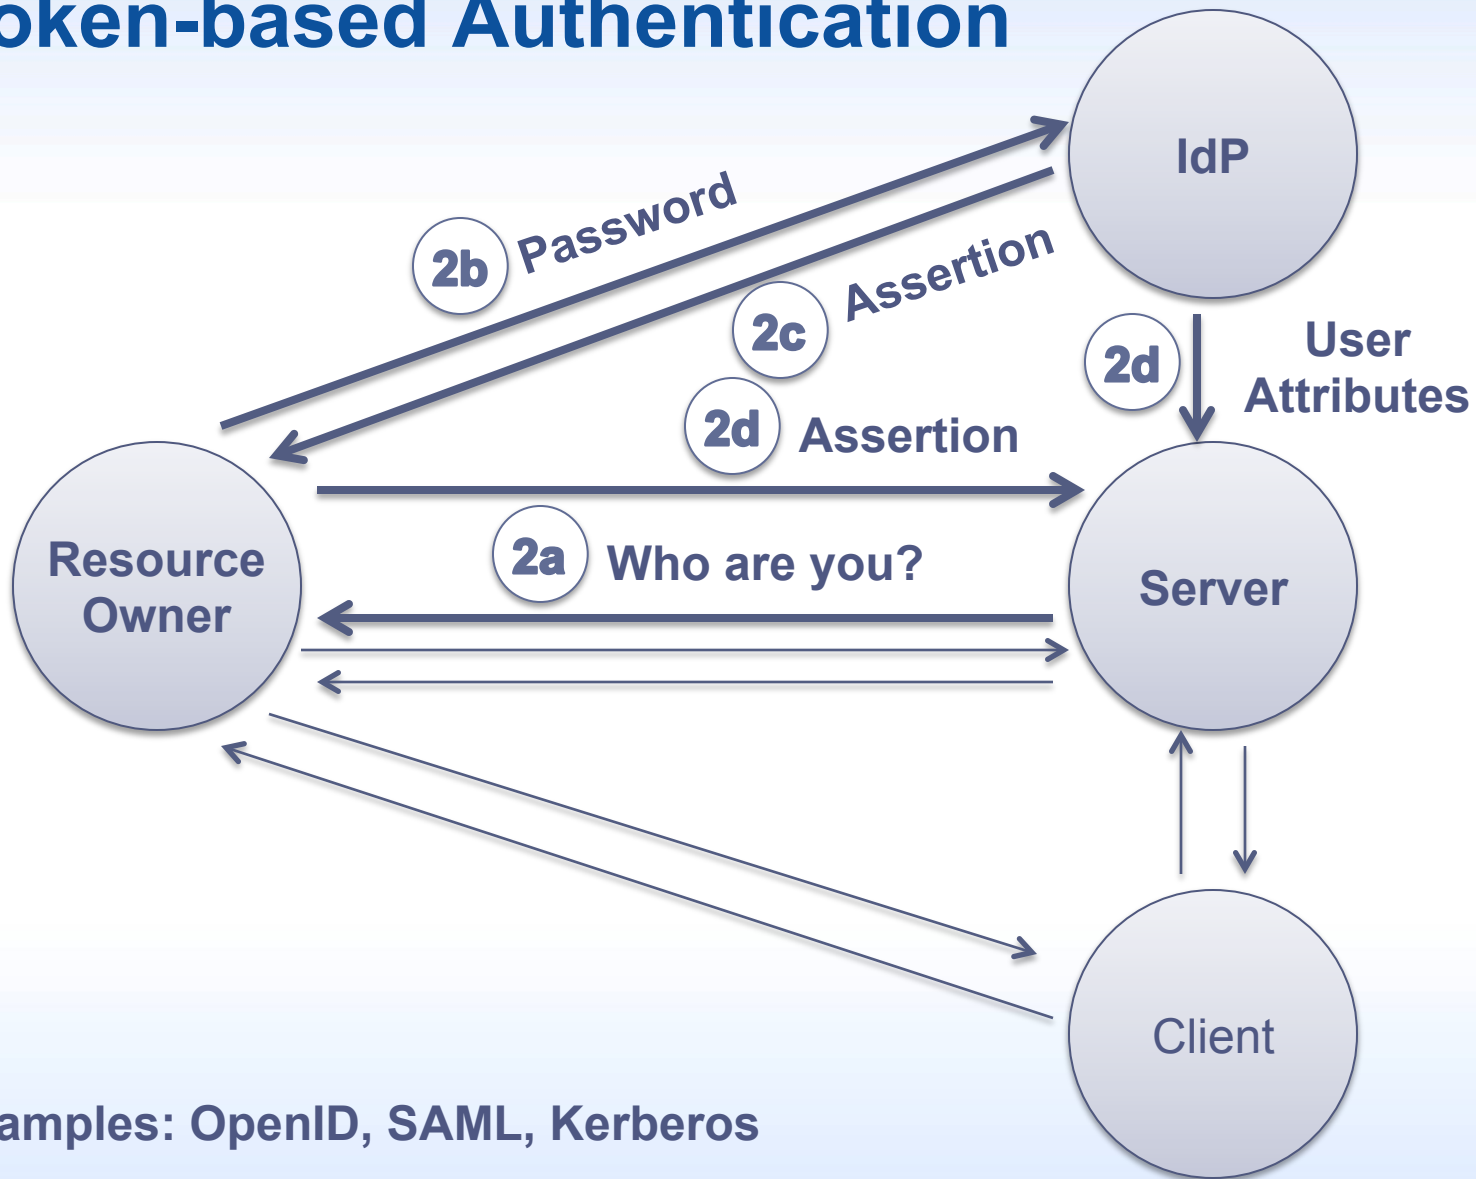 oken-based Authentication
IdP
2b Password
2c Assertion
2d User
Attributes
2d Assertion
2a Who are you?
Resource
Owner
Server
Client
amples: OpenID, SAML, Kerberos